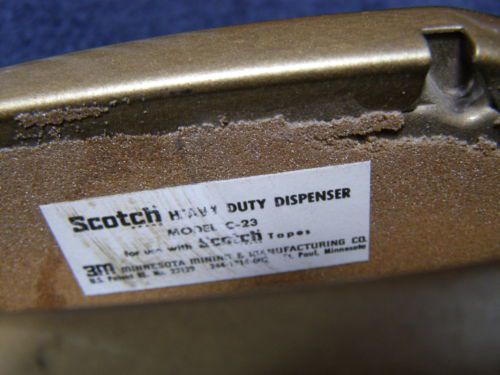 Scotch HEAVY DUTY DISPENSER
MODEL C-23
for use with Scotch Tapes
3M MINNESOTA MINING & MANUFACTURING CO.
U.S. Patent St. Paul, Minnesota